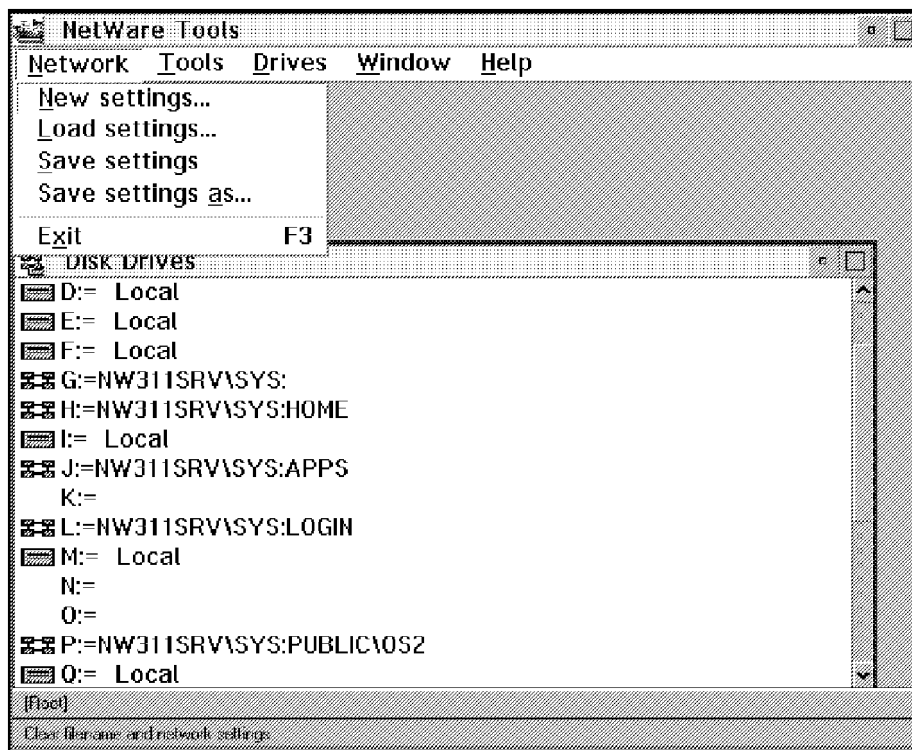 NetWare Tools
Network Tools Drives Window Help
New settings...
Load settings...
Save settings
Save settings as...
Exit F3
Disk Drives
D:= Local
E:= Local
F:= Local
G:=NW311SRV\SYS:
H:=NW311SRV\SYS:HOME
I:= Local
J:=NW311SRV\SYS:APPS
K:=
L:=NW311SRV\SYS:LOGIN
M:= Local
N:=
O:=
P:=NW311SRV\SYS:PUBLIC\OS2
Q:= Local
[Root]
Clear filename and network settings